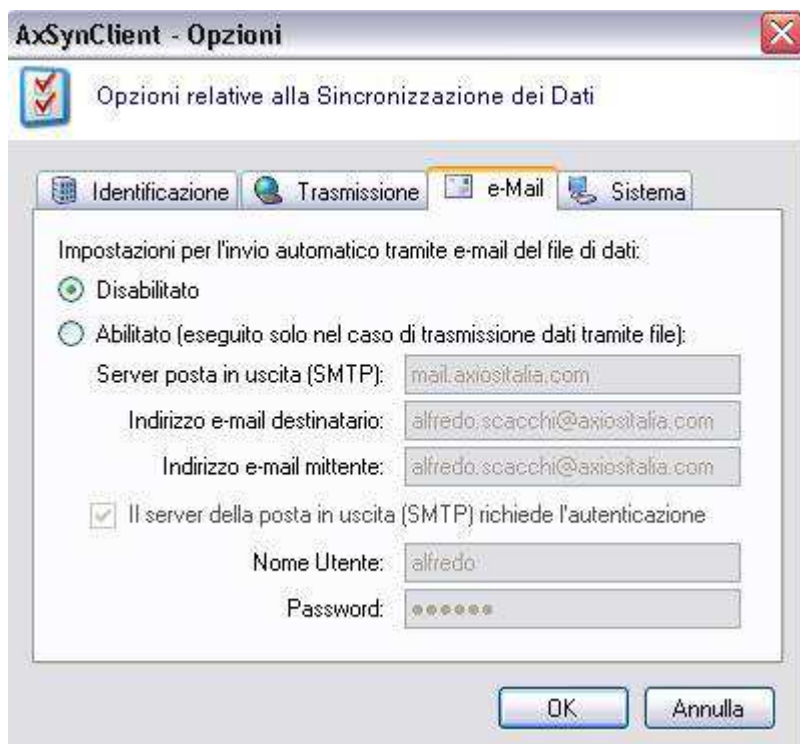 AxSynClient - Opzioni
Opzioni relative alla Sincronizzazione dei Dati
Identificazione Trasmissione e-Mail Sistema
Impostazioni per l'invio automatico tramite e-mail del file di dati:
Disabilitato
Abilitato (eseguito solo nel caso di trasmissione dati tramite file):
Server posta in uscita (SMTP): mail.axiositalia.com
Indirizzo e-mail destinatario: alfredo.scacchi@axiositalia.com
Indirizzo e-mail mittente: alfredo.scacchi@axiositalia.com
Il server della posta in uscita (SMTP) richiede l'autenticazione
Nome Utente: alfredo
Password: ●●●●●●
OK Annulla